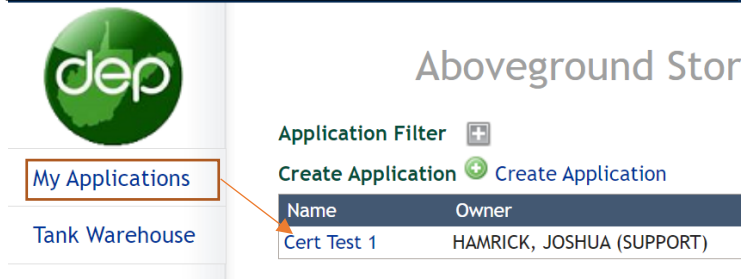 dep
Aboveground Stor
Application Filter
Create Application Create Application
My Applications
Name Owner
Tank Warehouse
Cert Test 1 HAMRICK, JOSHUA (SUPPORT)